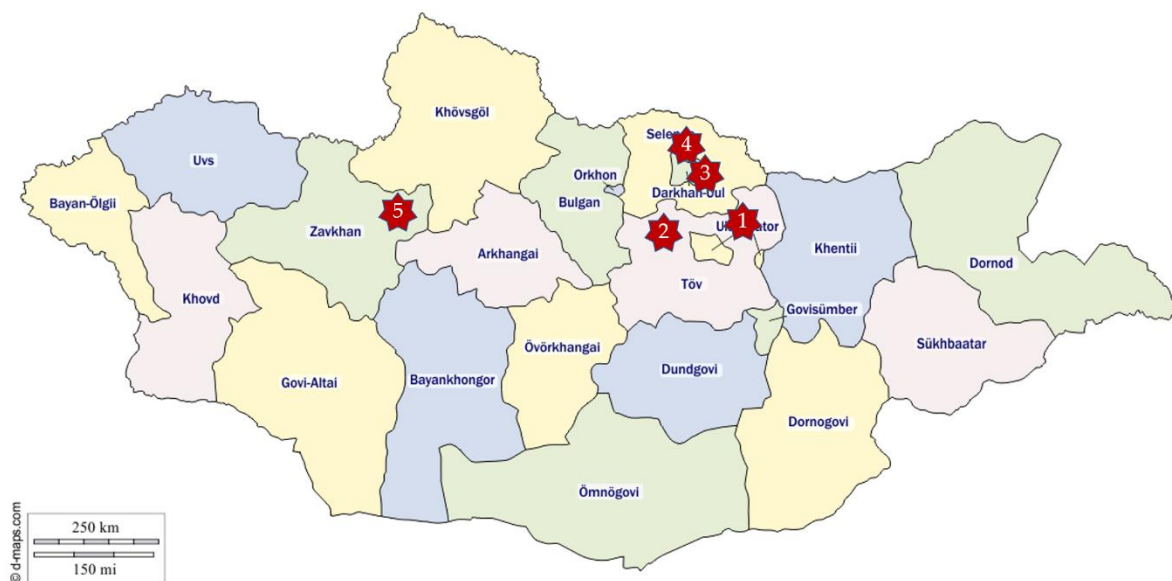 Khövsgöl
Uvs
Selen
4
Orkhon
3
Bayan-Ölgii
Bulgan
Darkhan-Uul
5
Zavkhan
2
1
Arkhangai
Khentii
Dornod
Khovd
Töv
Govisümber
Övörkhangai
Sükhbaatar
Dundgovi
Govi-Altai
Bayankhongor
Dornogovi
Ömnögovi
250 km
150 mi
© d-maps.com